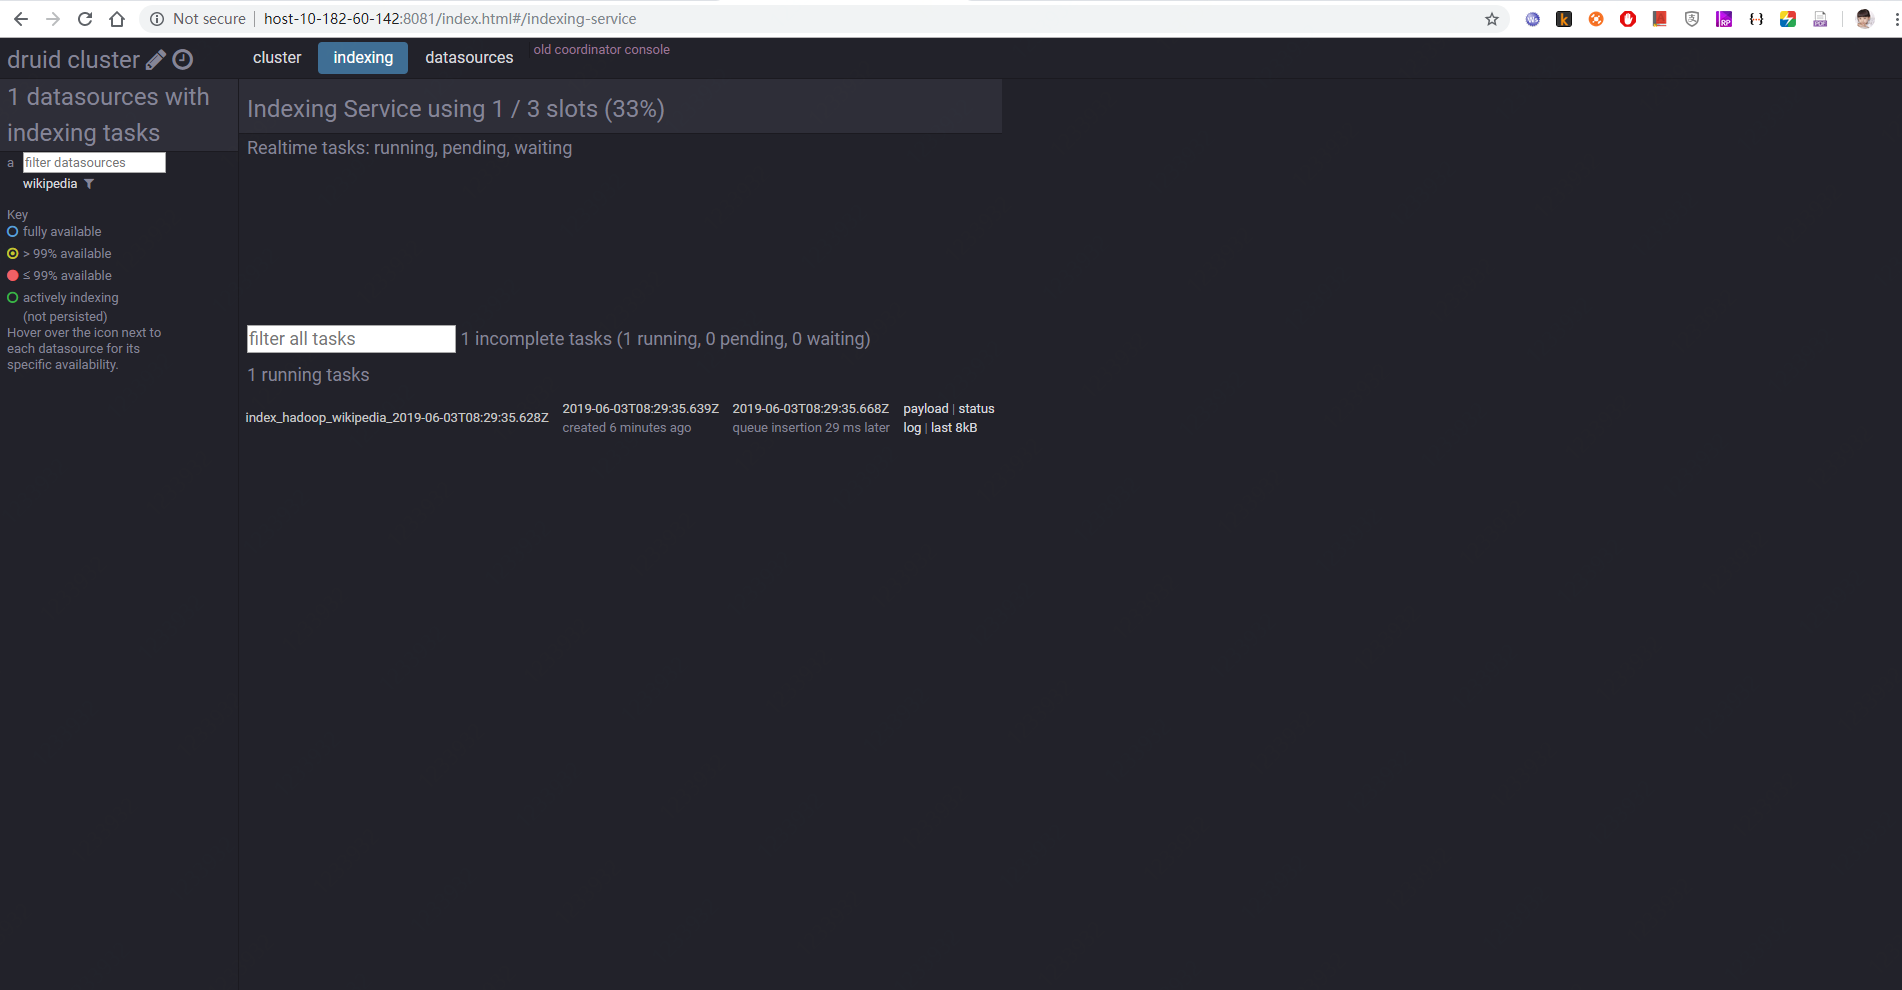 Not secure | host-10-182-60-142:8081/index.html#/indexing-service
druid cluster
cluster
indexing
datasources
old coordinator console
1 datasources with
indexing tasks
a
filter datasources
wikipedia
Key
fully available
> 99% available
≤ 99% available
actively indexing
(not persisted)
Hover over the icon next to
each datasource for its
specific availability.
Indexing Service using 1 / 3 slots (33%)
Realtime tasks: running, pending, waiting
filter all tasks
1 incomplete tasks (1 running, 0 pending, 0 waiting)
1 running tasks
index_hadoop_wikipedia_2019-06-03T08:29:35.628Z
2019-06-03T08:29:35.639Z
created 6 minutes ago
2019-06-03T08:29:35.668Z
queue insertion 29 ms later
payload | status
log | last 8kB